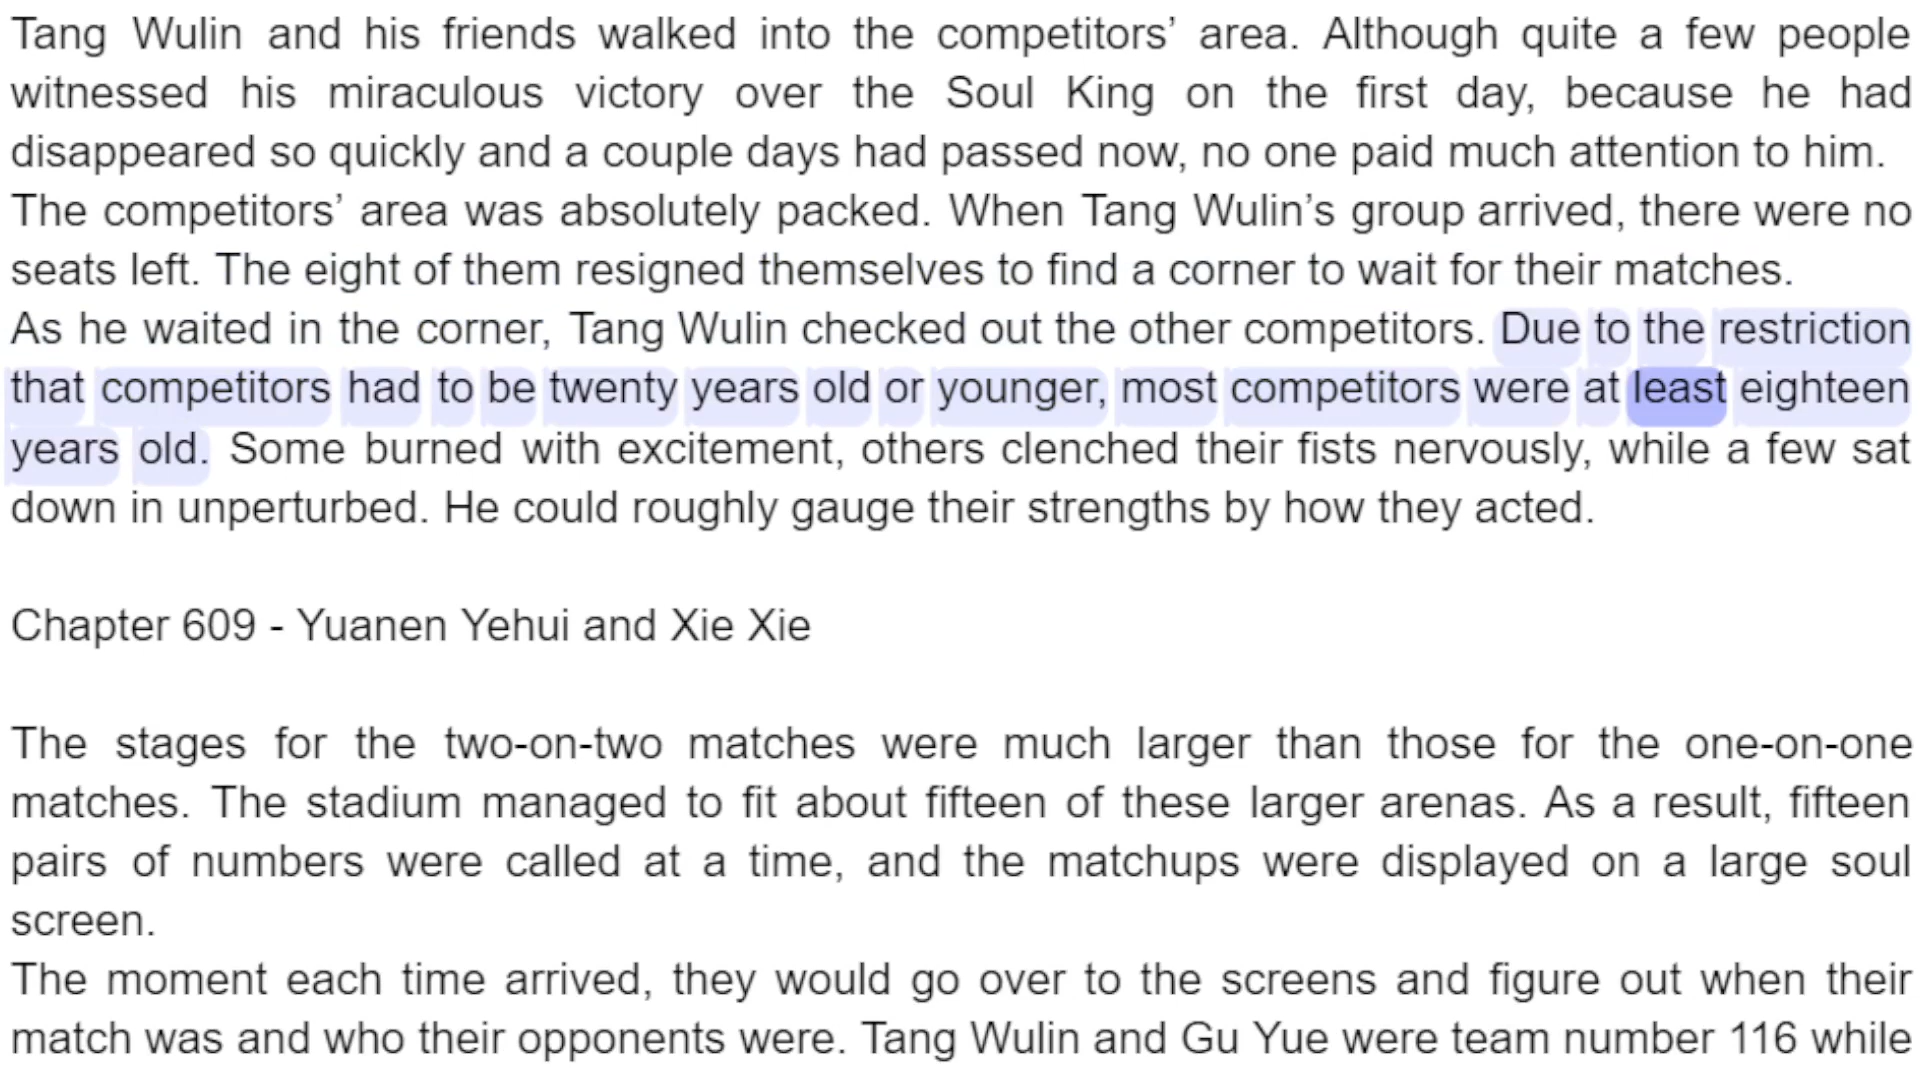 Tang Wulin and his friends walked into the competitors’ area. Although quite a few people
witnessed his miraculous victory over the Soul King on the first day, because he had
disappeared so quickly and a couple days had passed now, no one paid much attention to him.
The competitors’ area was absolutely packed. When Tang Wulin’s group arrived, there were no
seats left. The eight of them resigned themselves to find a corner to wait for their matches.
As he waited in the corner, Tang Wulin checked out the other competitors. Due to the restriction
that competitors had to be twenty years old or younger, most competitors were at least eighteen
years old. Some burned with excitement, others clenched their fists nervously, while a few sat
down in unperturbed. He could roughly gauge their strengths by how they acted.
Chapter 609 - Yuanen Yehui and Xie Xie
The stages for the two-on-two matches were much larger than those for the one-on-one
matches. The stadium managed to fit about fifteen of these larger arenas. As a result, fifteen
pairs of numbers were called at a time, and the matchups were displayed on a large soul
screen.
The moment each time arrived, they would go over to the screens and figure out when their
match was and who their opponents were. Tang Wulin and Gu Yue were team number 116 while